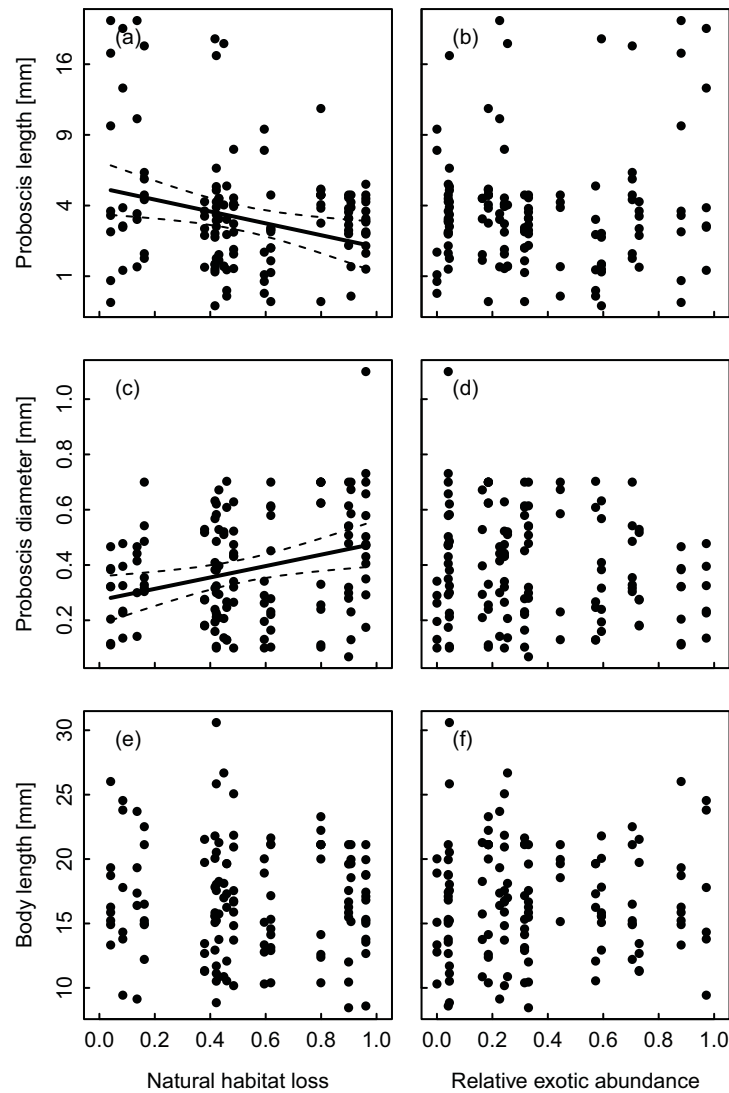 (a)
(b)
Proboscis length [mm]
16
9
4
1
(c)
(d)
Proboscis diameter [mm]
1.0
0.8
0.6
0.4
0.2
(e)
(f)
Body length [mm]
30
25
20
15
10
0.0 0.2 0.4 0.6 0.8 1.0
0.0 0.2 0.4 0.6 0.8 1.0
Natural habitat loss
Relative exotic abundance